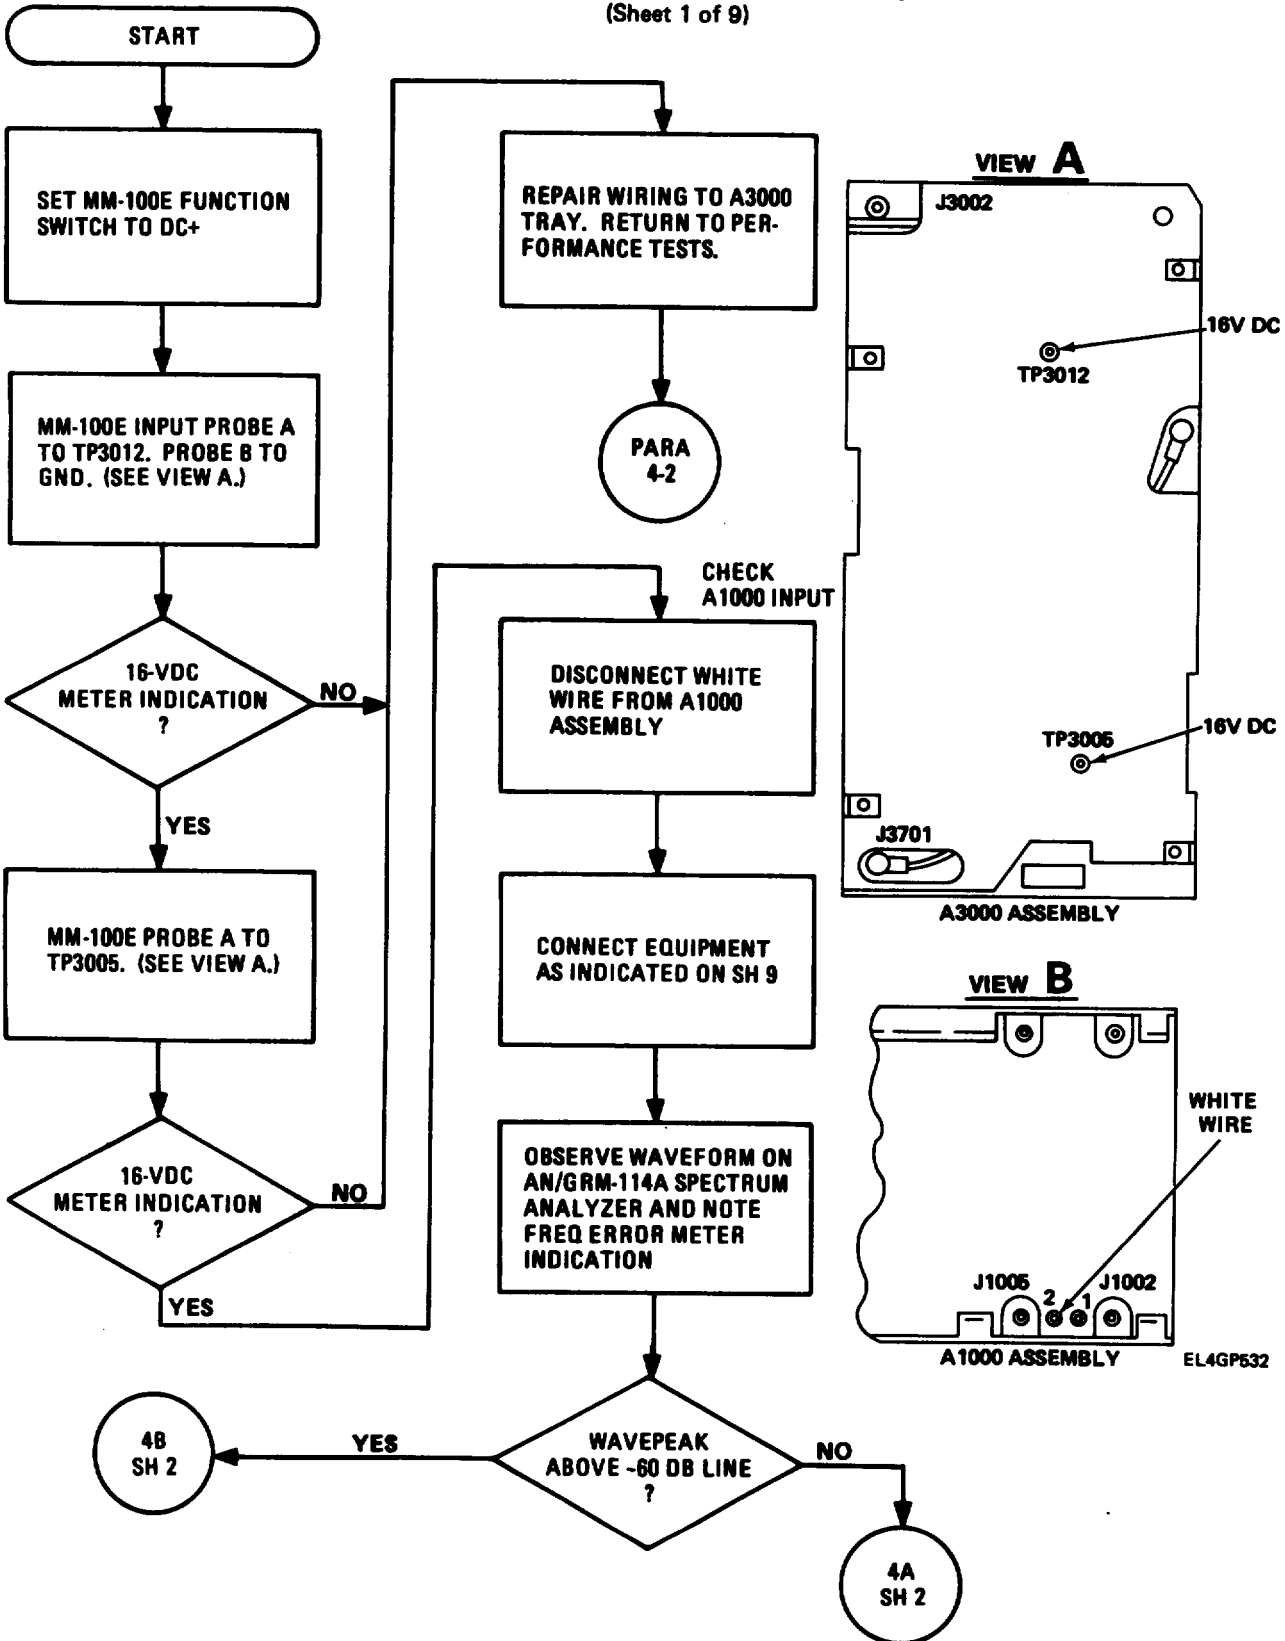 (Sheet 1 of 9)
START
SET MM-100E FUNCTION
SWITCH TO DC+
MM-100E INPUT PROBE A
TO TP3012. PROBE B TO
GND. (SEE VIEW A.)
16-VDC
METER INDICATION
?
NO
YES
MM-100E PROBE A TO
TP3005. (SEE VIEW A.)
16-VDC
METER INDICATION
?
NO
YES
REPAIR WIRING TO A3000
TRAY. RETURN TO PER-
FORMANCE TESTS.
PARA
4-2
CHECK
A1000 INPUT
DISCONNECT WHITE
WIRE FROM A1000
ASSEMBLY
CONNECT EQUIPMENT
AS INDICATED ON SH 9
OBSERVE WAVEFORM ON
AN/GRM-114A SPECTRUM
ANALYZER AND NOTE
FREQ ERROR METER
INDICATION
WAVEPEAK
ABOVE -60 DB LINE
?
YES
4B
SH 2
NO
4A
SH 2
VIEW A
J3002
16V DC
TP3012
TP3005
16V DC
J3701
A3000 ASSEMBLY
VIEW B
WHITE
WIRE
J1005
2
1
J1002
A1000 ASSEMBLY
EL4GP532